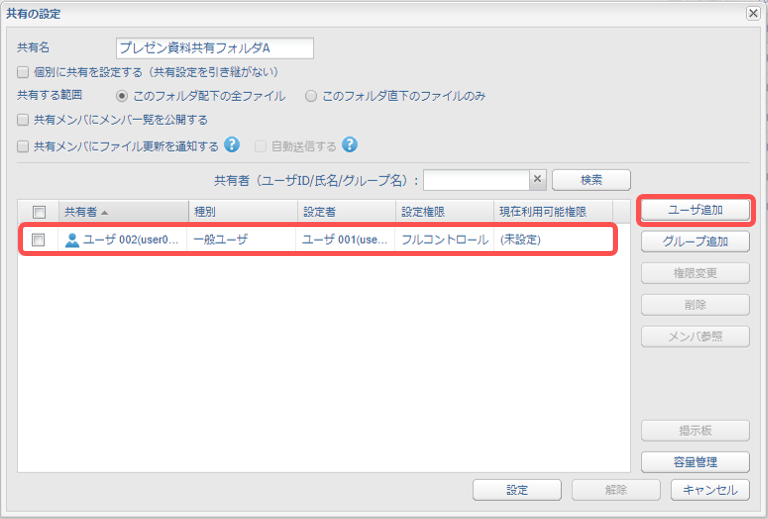 共有の設定
共有名 プレゼン資料共有フォルダA
個別に共有を設定する（共有設定を引き継がない）
共有する範囲 このフォルダ配下の全ファイル このフォルダ直下のファイルのみ
共有メンバにメンバ一覧を公開する
共有メンバにファイル更新を通知する ? 自動送信する ?
共有者（ユーザID/氏名/グループ名）: × 検索
共有者 種別 設定者 設定権限 現在利用可能権限
ユーザ 002(user0... 一般ユーザ ユーザ 001(use... フルコントロール (未設定)
ユーザ追加
グループ追加
権限変更
削除
メンバ参照
掲示板
容量管理
設定 解除 キャンセル